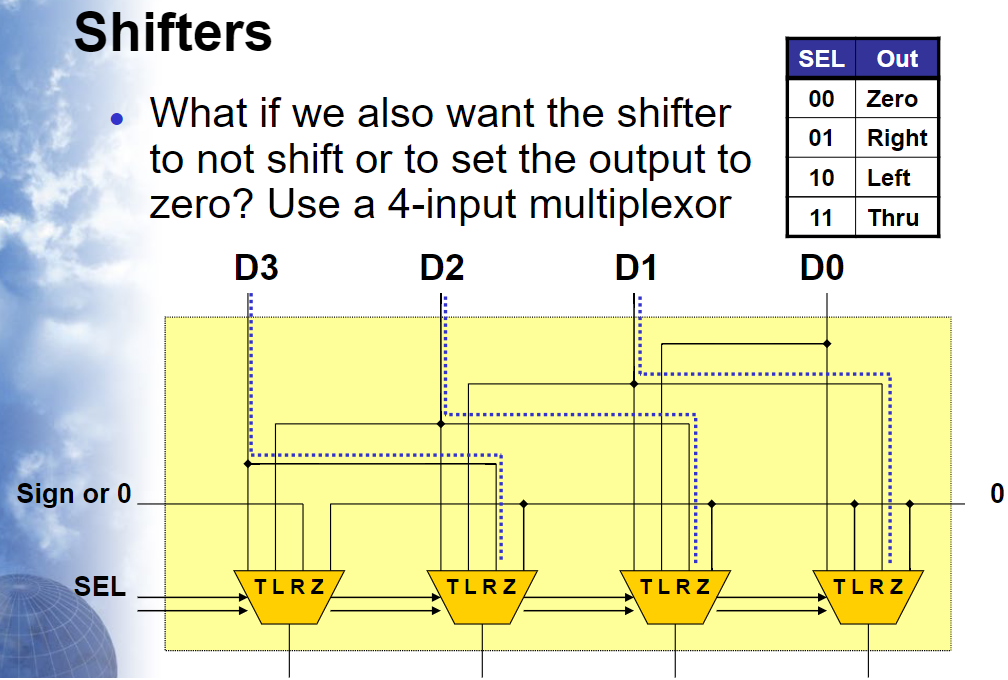 Shifters
SEL Out
00 Zero
01 Right
10 Left
11 Thru
• What if we also want the shifter
to not shift or to set the output to
zero? Use a 4-input multiplexor
D3 D2 D1 D0
Sign or 0 0
SEL T L R Z T L R Z T L R Z T L R Z